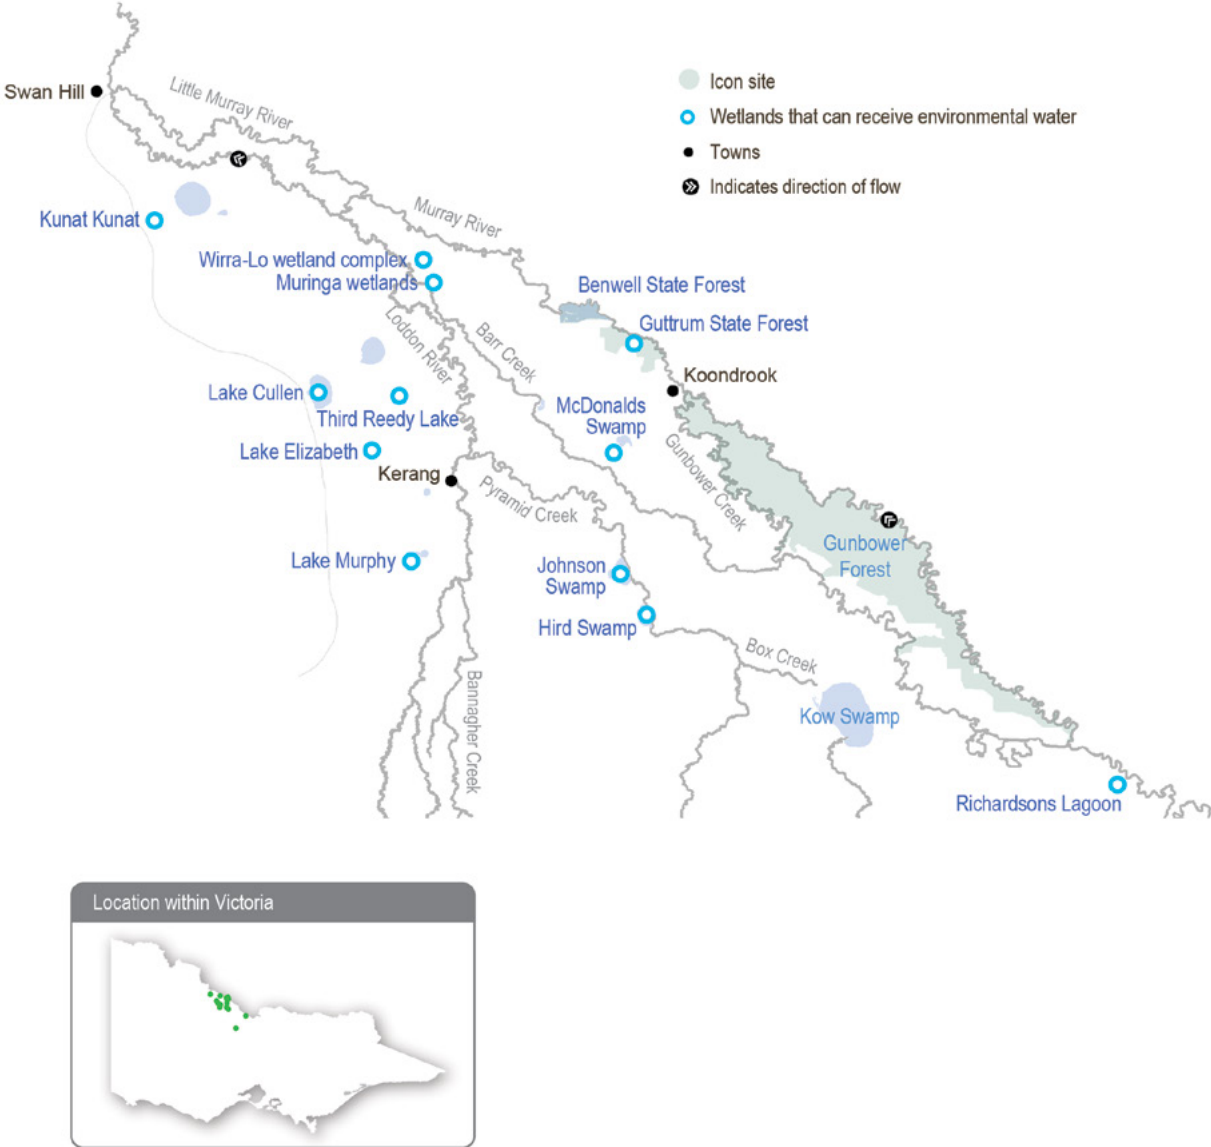 Swan Hill
Little Murray River
Icon site
Wetlands that can receive environmental water
Towns
Indicates direction of flow
Kunat Kunat
Murray River
Wirra-Lo wetland complex
Muringa wetlands
Benwell State Forest
Guttrum State Forest
Loddon River
Barr Creek
Koondrook
Lake Cullen
Third Reedy Lake
McDonalds
Swamp
Lake Elizabeth
Kerang
Gunbower Creek
Pyramid Creek
Gunbower
Forest
Lake Murphy
Johnson
Swamp
Hird Swamp
Box Creek
Bannagher Creek
Kow Swamp
Richardsons Lagoon
Location within Victoria